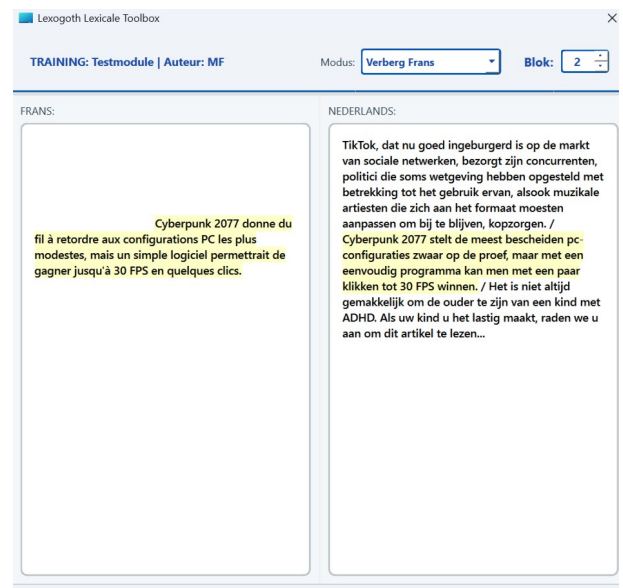 Lexogoth Lexicale Toolbox
TRAINING: Testmodule | Auteur: MF
Modus: Verberg Frans
Blok: 2
FRANS:
Cyberpunk 2077 donne du
fil à retordre aux configurations PC les plus
modestes, mais un simple logiciel permettrait de
gagner jusqu'à 30 FPS en quelques clics.
NEDERLANDS:
TikTok, dat nu goed ingeburgerd is op de markt
van sociale netwerken, bezorgt zijn concurrenten,
politici die soms wetgeving hebben opgesteld met
betrekking tot het gebruik ervan, alsook muzikale
artiesten die zich aan het formaat moesten
aanpassen om bij te blijven, kopzorgen. /
Cyberpunk 2077 stelt de meest bescheiden pc-
configuraties zwaar op de proef, maar met een
eenvoudig programma kan men met een paar
klikken tot 30 FPS winnen. / Het is niet altijd
gemakkelijk om de ouder te zijn van een kind met
ADHD. Als uw kind u het lastig maakt, raden we u
aan om dit artikel te lezen...